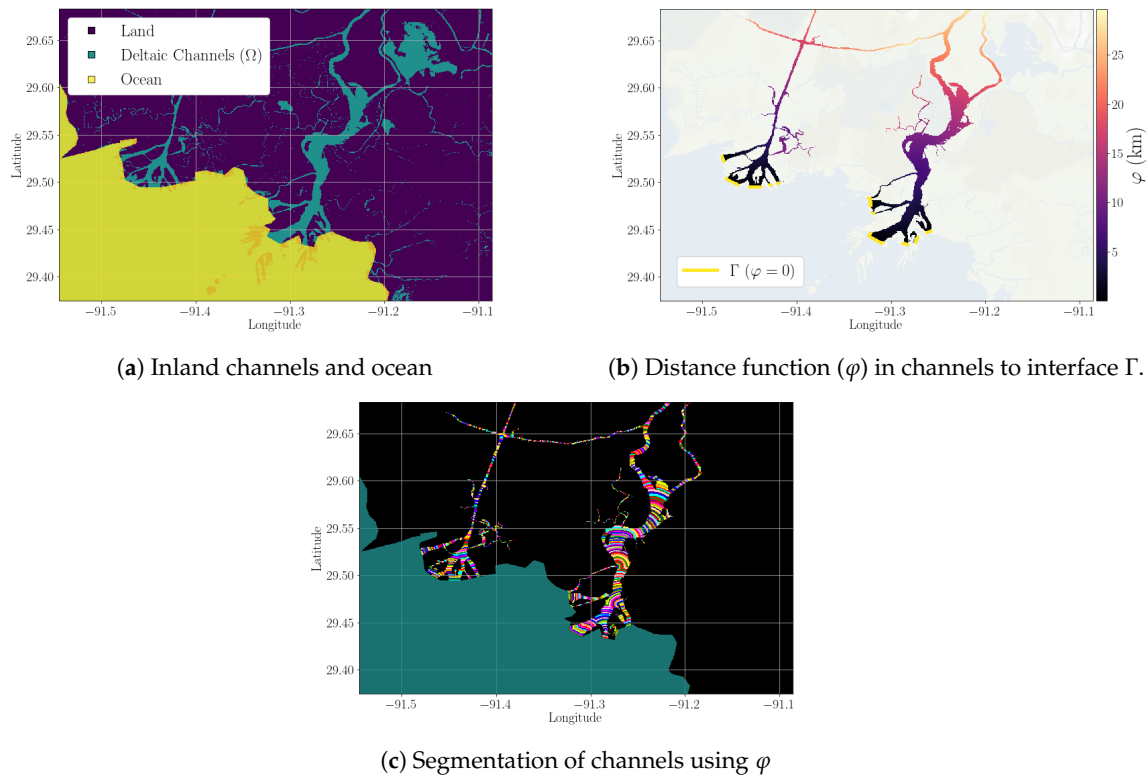 Land
Deltaic Channels (Ω)
Ocean
29.65
29.60
29.55
29.50
29.45
29.40
Latitude
−91.5
−91.4
−91.3
−91.2
−91.1
Longitude
(a) Inland channels and ocean
29.65
29.60
29.55
29.50
29.45
29.40
Latitude
Γ (φ = 0)
−91.5
−91.4
−91.3
−91.2
−91.1
Longitude
25
20
15
10
5
φ (km)
(b) Distance function (φ) in channels to interface Γ.
29.65
29.60
29.55
29.50
29.45
29.40
Latitude
−91.5
−91.4
−91.3
−91.2
−91.1
Longitude
(c) Segmentation of channels using φ